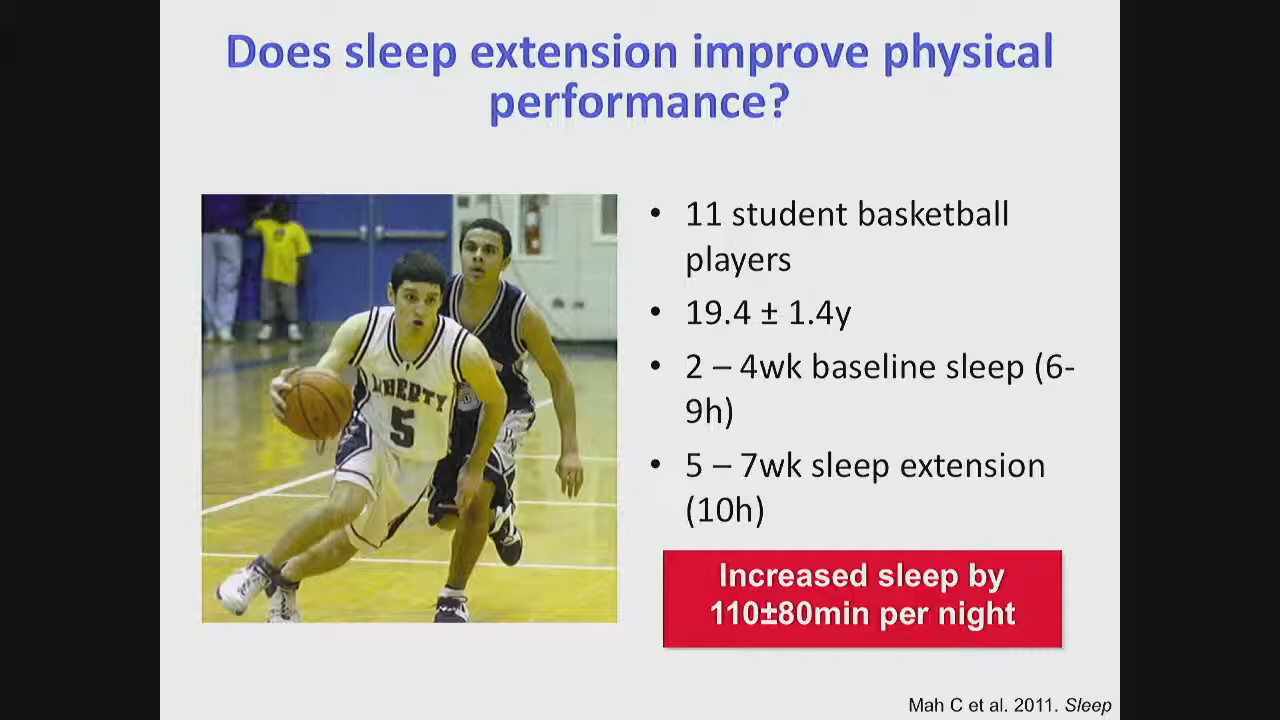 Does sleep extension improve physical
performance?
• 11 student basketball
players
• 19.4 ± 1.4y
• 2 – 4wk baseline sleep (6-
9h)
• 5 – 7wk sleep extension
(10h)
LIBERTY
5
Increased sleep by
110±80min per night
Mah C et al. 2011. Sleep